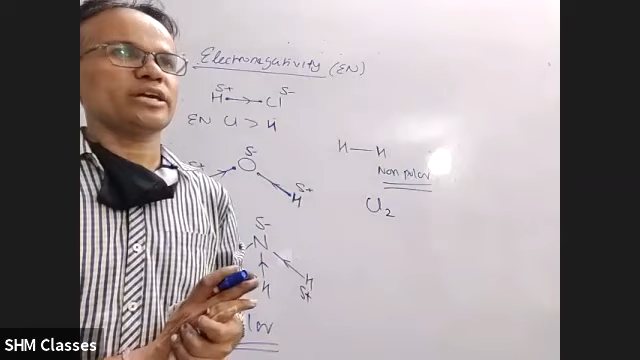 Electronegativity (EN)
δ+ δ-
H Cl
EN Cl > H
δ+ δ-
O
H δ+
H — H
Non polar
Cl2
δ-
N
H H
δ+
SHM Classes